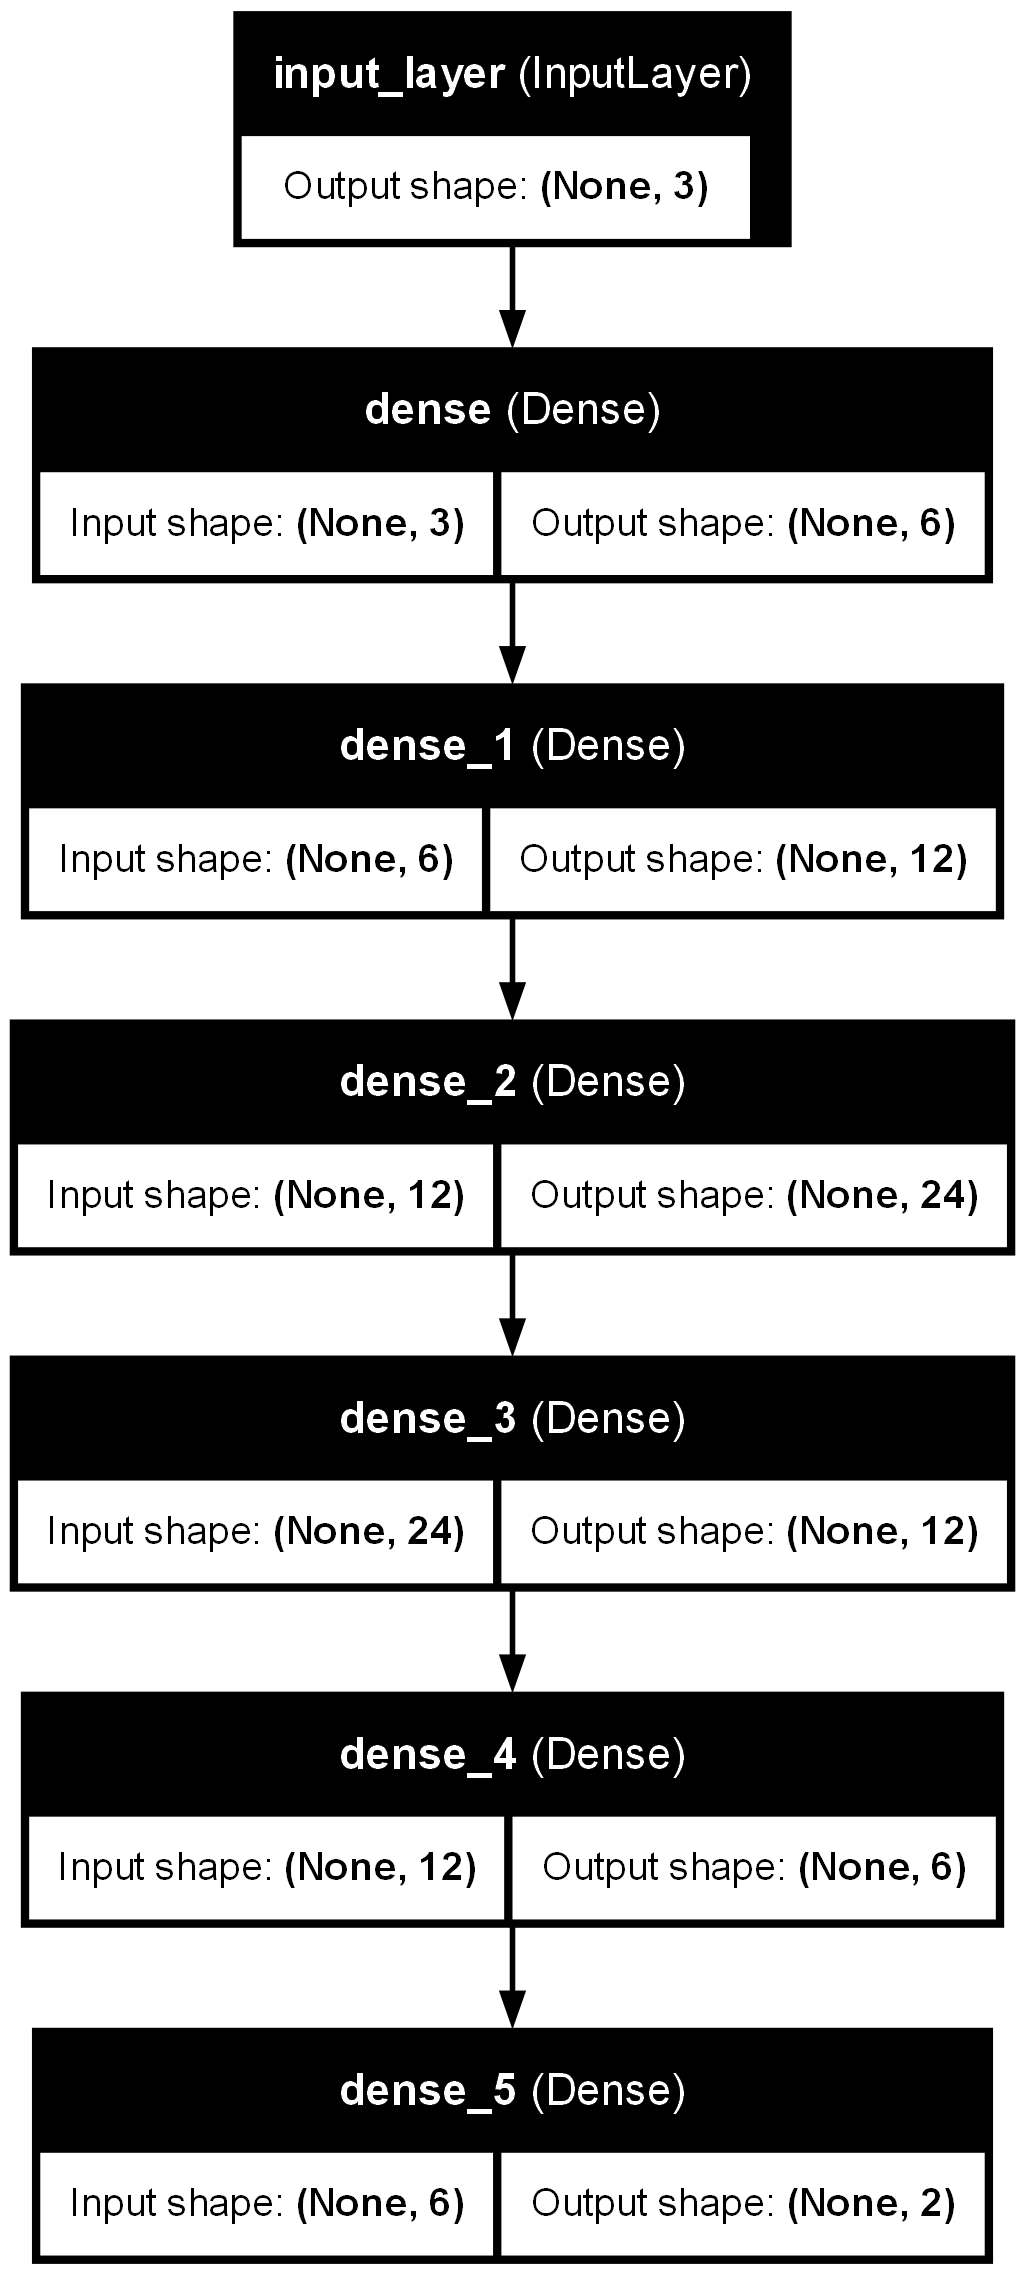 input_layer (InputLayer)
Output shape: (None, 3)
dense (Dense)
Input shape: (None, 3) Output shape: (None, 6)
dense_1 (Dense)
Input shape: (None, 6) Output shape: (None, 12)
dense_2 (Dense)
Input shape: (None, 12) Output shape: (None, 24)
dense_3 (Dense)
Input shape: (None, 24) Output shape: (None, 12)
dense_4 (Dense)
Input shape: (None, 12) Output shape: (None, 6)
dense_5 (Dense)
Input shape: (None, 6) Output shape: (None, 2)